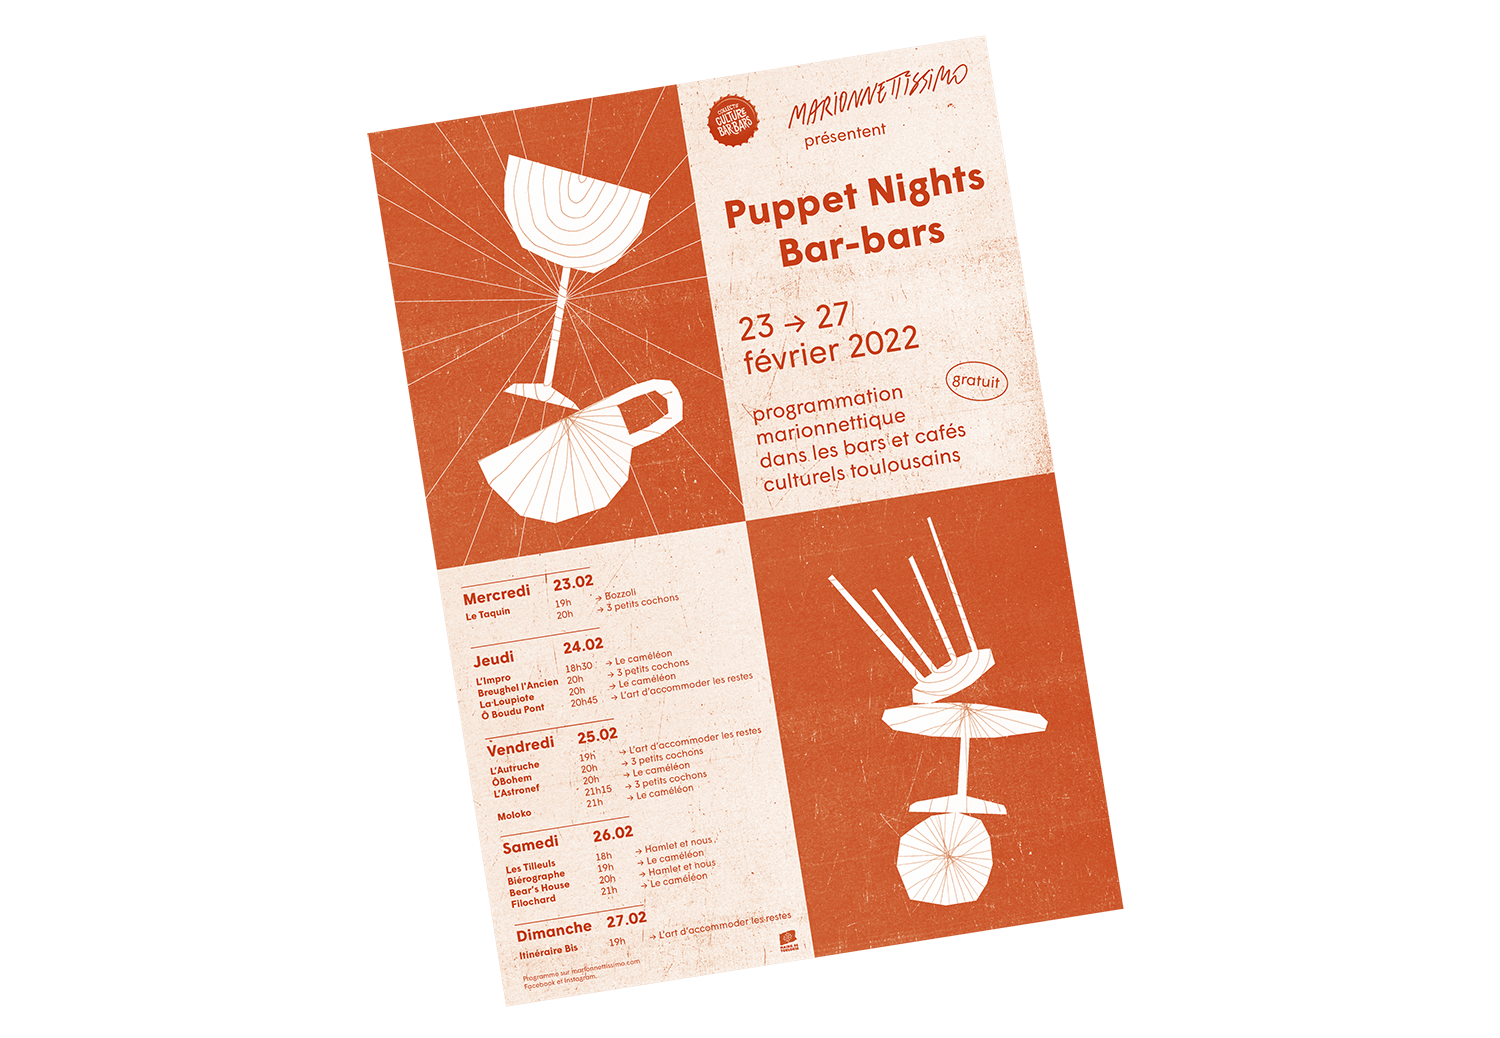 COLLECTIF
CULTURE
BAR BARS
MARIONNETTISSIMO
présentent
Puppet Nights
Bar-bars
23 → 27
février 2022
gratuit
programmation
marionnettique
dans les bars et cafés
culturels toulousains
Mercredi 23.02
Le Taquin 19h → Bozzoli
20h → 3 petits cochons
Jeudi 24.02
L'Impro 18h30 → Le caméléon
Breughel l'Ancien 20h → 3 petits cochons
La Loupiote 20h → Le caméléon
Ô Boudu Pont 20h45 → L'art d'accommoder les restes
Vendredi 25.02
L'Autruche 19h → L'art d'accommoder les restes
ÔBohem 20h → 3 petits cochons
L'Astronef 20h → Le caméléon
21h15 → 3 petits cochons
Moloko 21h → Le caméléon
Samedi 26.02
Les Tilleuls 18h → Hamlet et nous
Biérographe 19h → Le caméléon
Bear's House 20h → Hamlet et nous
Filochard 21h → Le caméléon
Dimanche 27.02
Itinéraire Bis 19h → L'art d'accommoder les restes
Programme sur marionnettissimo.com
Facebook et Instagram.
MAIRIE DE
TOULOUSE